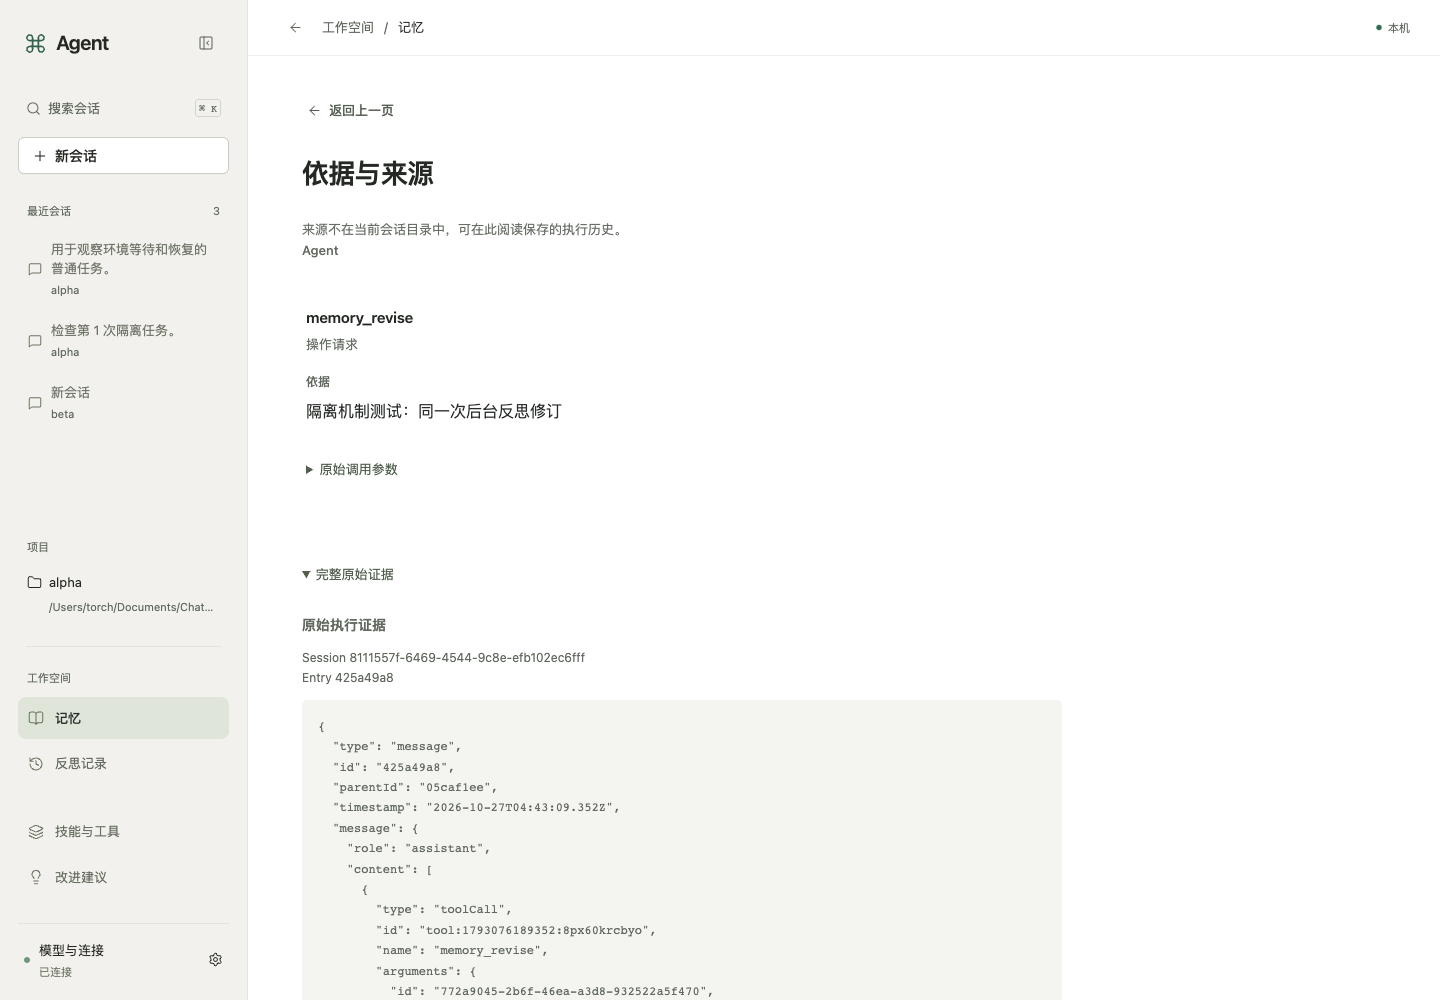 Agent
搜索会话
⌘ K
新会话
最近会话
3
用于观察环境等待和恢复的
普通任务。
alpha
检查第 1 次隔离任务。
alpha
新会话
beta
项目
alpha
/Users/torch/Documents/Chat...
工作空间
记忆
反思记录
技能与工具
改进建议
模型与连接
已连接
工作空间 / 记忆
本机
返回上一页
依据与来源
来源不在当前会话目录中，可在此阅读保存的执行历史。
Agent
memory_revise
操作请求
依据
隔离机制测试：同一次后台反思修订
原始调用参数
完整原始证据
原始执行证据
Session 8111557f-6469-4544-9c8e-efb102ec6fff
Entry 425a49a8
{
"type": "message",
"id": "425a49a8",
"parentId": "05caf1ee",
"timestamp": "2026-10-27T04:43:09.352Z",
"message": {
"role": "assistant",
"content": [
{
"type": "toolCall",
"id": "tool:1793076189352:8px60krcbyo",
"name": "memory_revise",
"arguments": {
"id": "772a9045-2b6f-46ea-a3d8-932522a5f470",